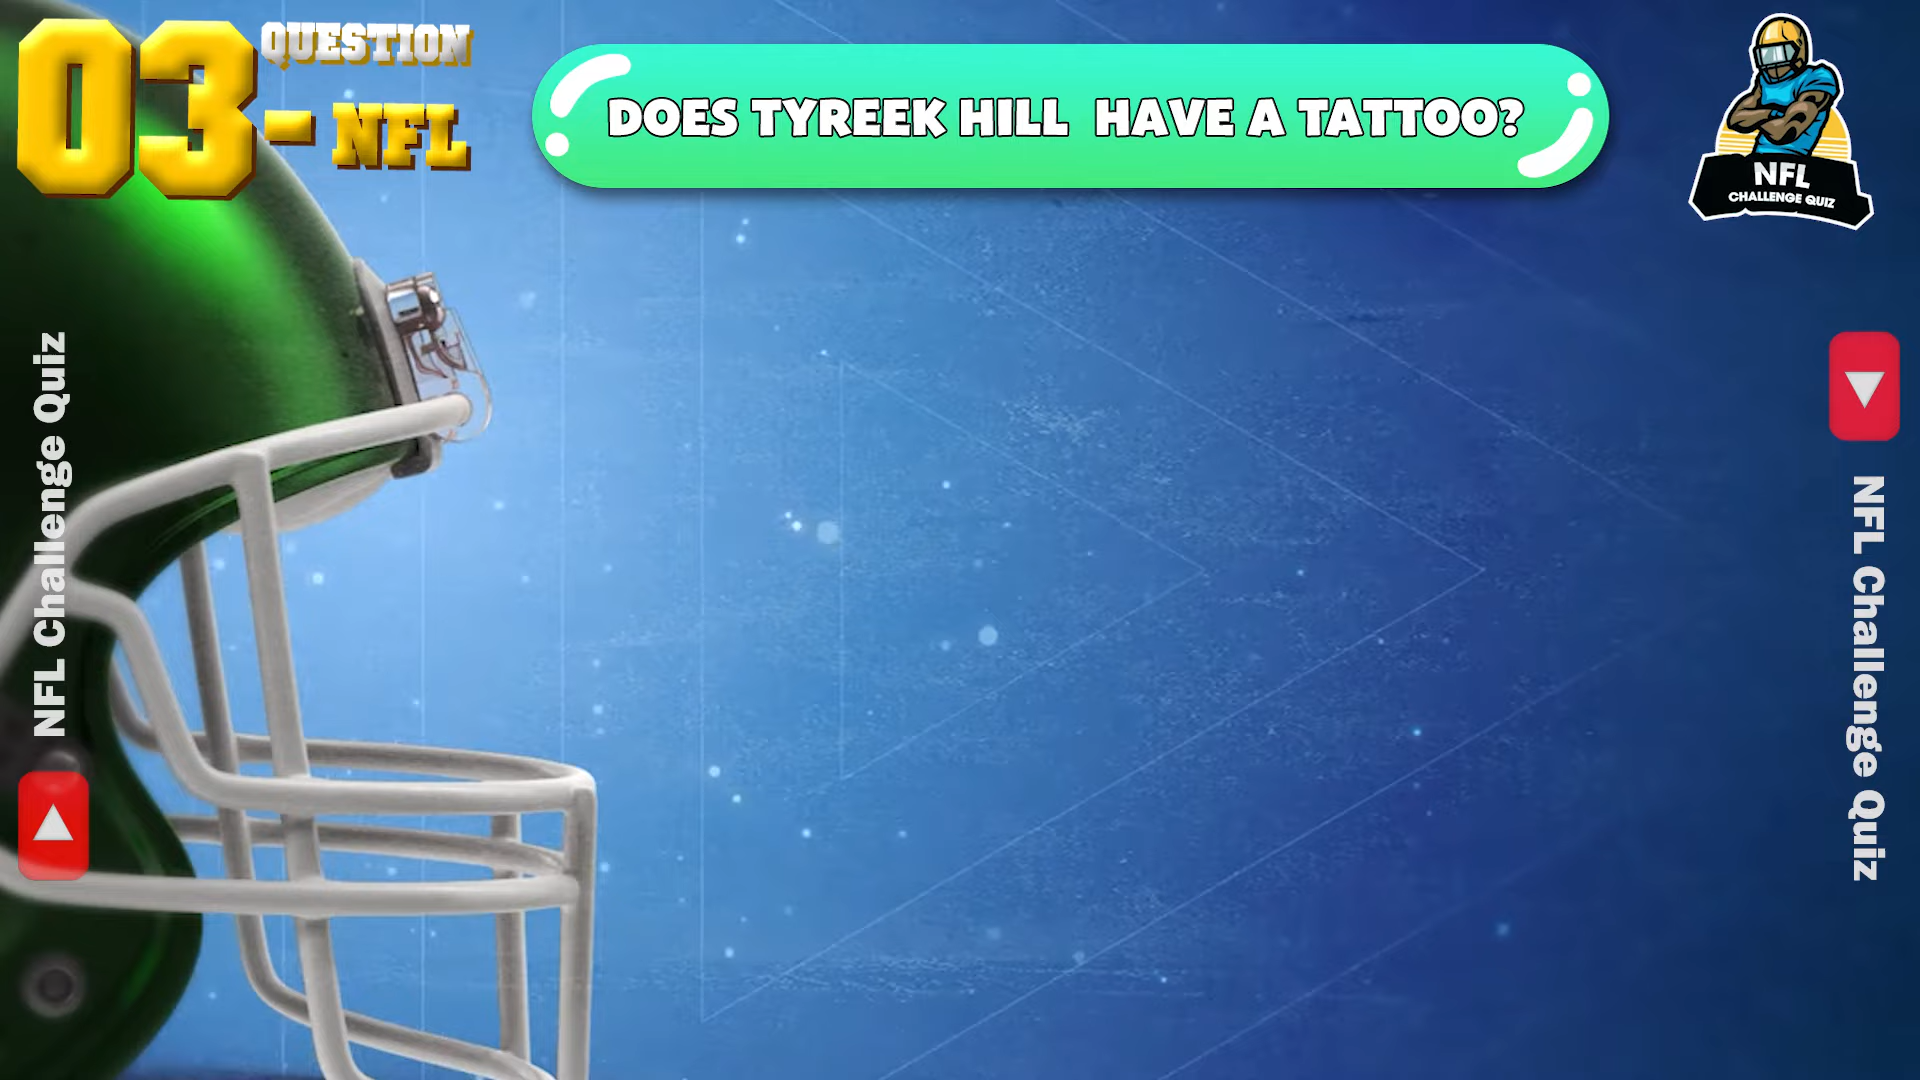 03
QUESTION
- NFL
DOES TYREEK HILL HAVE A TATTOO?
NFL
CHALLENGE QUIZ
NFL Challenge Quiz
NFL Challenge Quiz